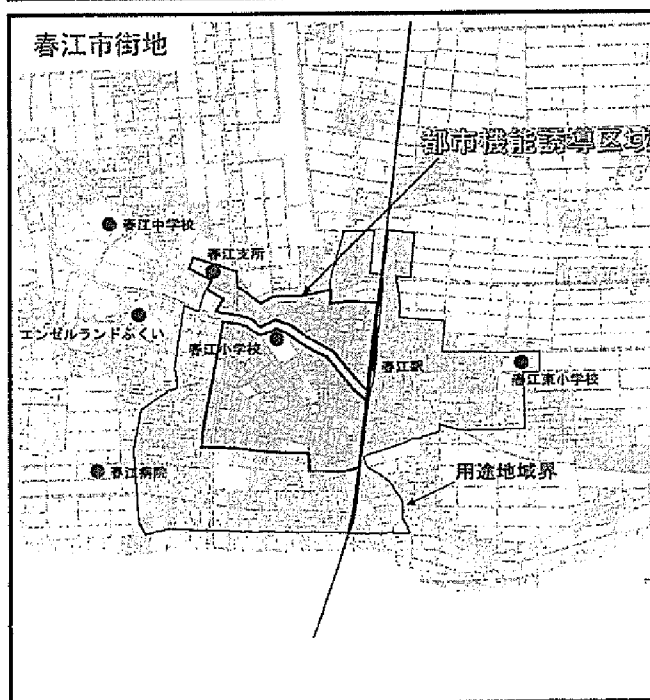 春江市街地
都市機能誘導区域
春江中学校
春江支所
エンゼルランドふくい
春江小学校
春江駅
春江東小学校
春江病院
用途地域界